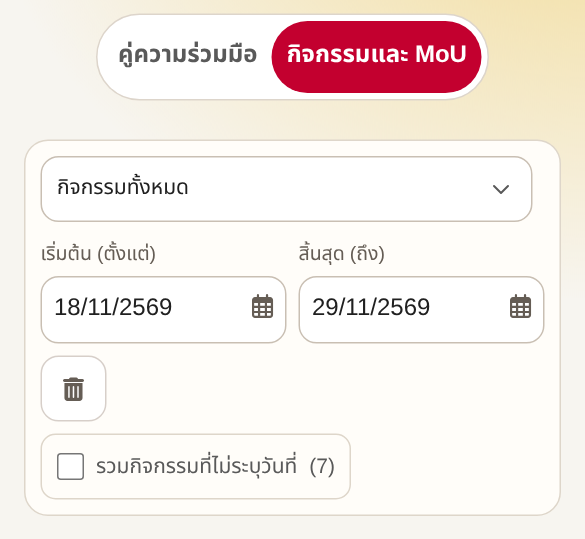 คู่ความร่วมมือ กิจกรรมและ MoU
กิจกรรมทั้งหมด
เริ่มต้น (ตั้งแต่) สิ้นสุด (ถึง)
18/11/2569 29/11/2569
รวมกิจกรรมที่ไม่ระบุวันที่ (7)